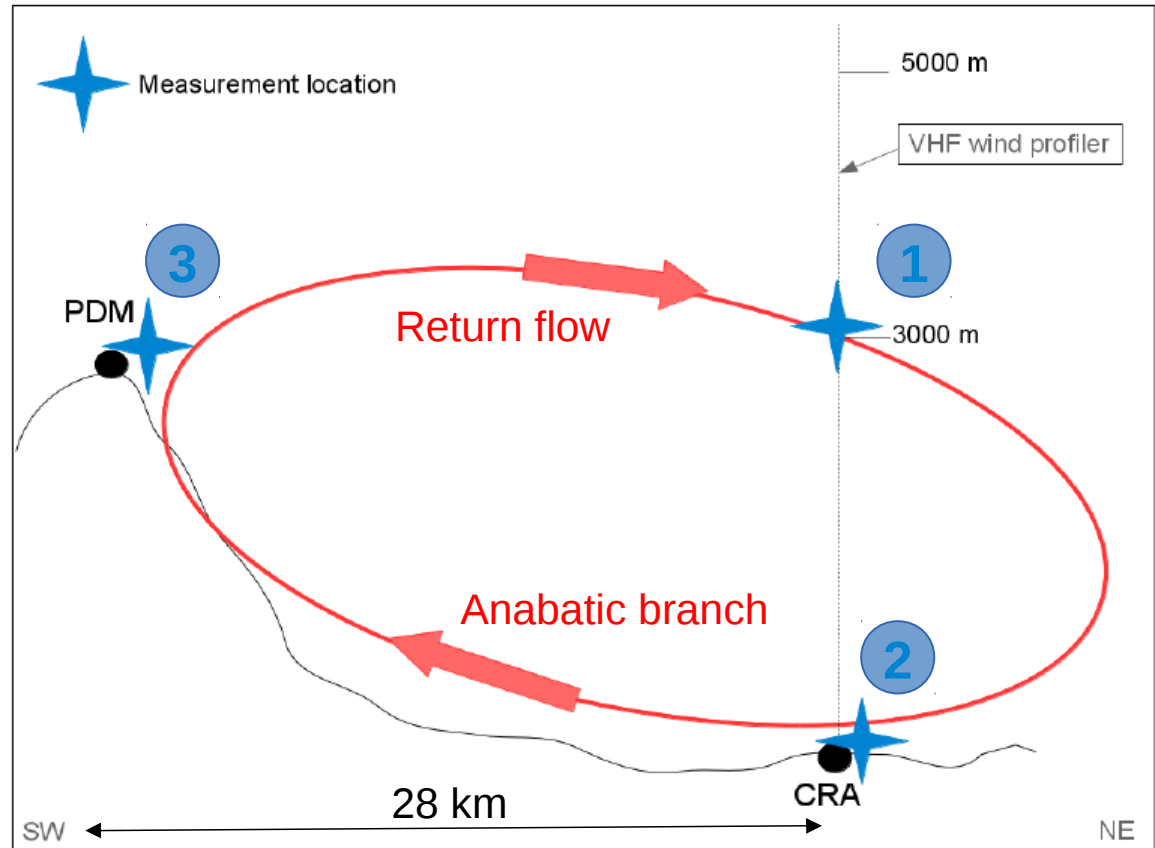 Measurement location
5000 m
VHF wind profiler
3
1
PDM
Return flow
3000 m
Anabatic branch
2
CRA
28 km
SW
NE